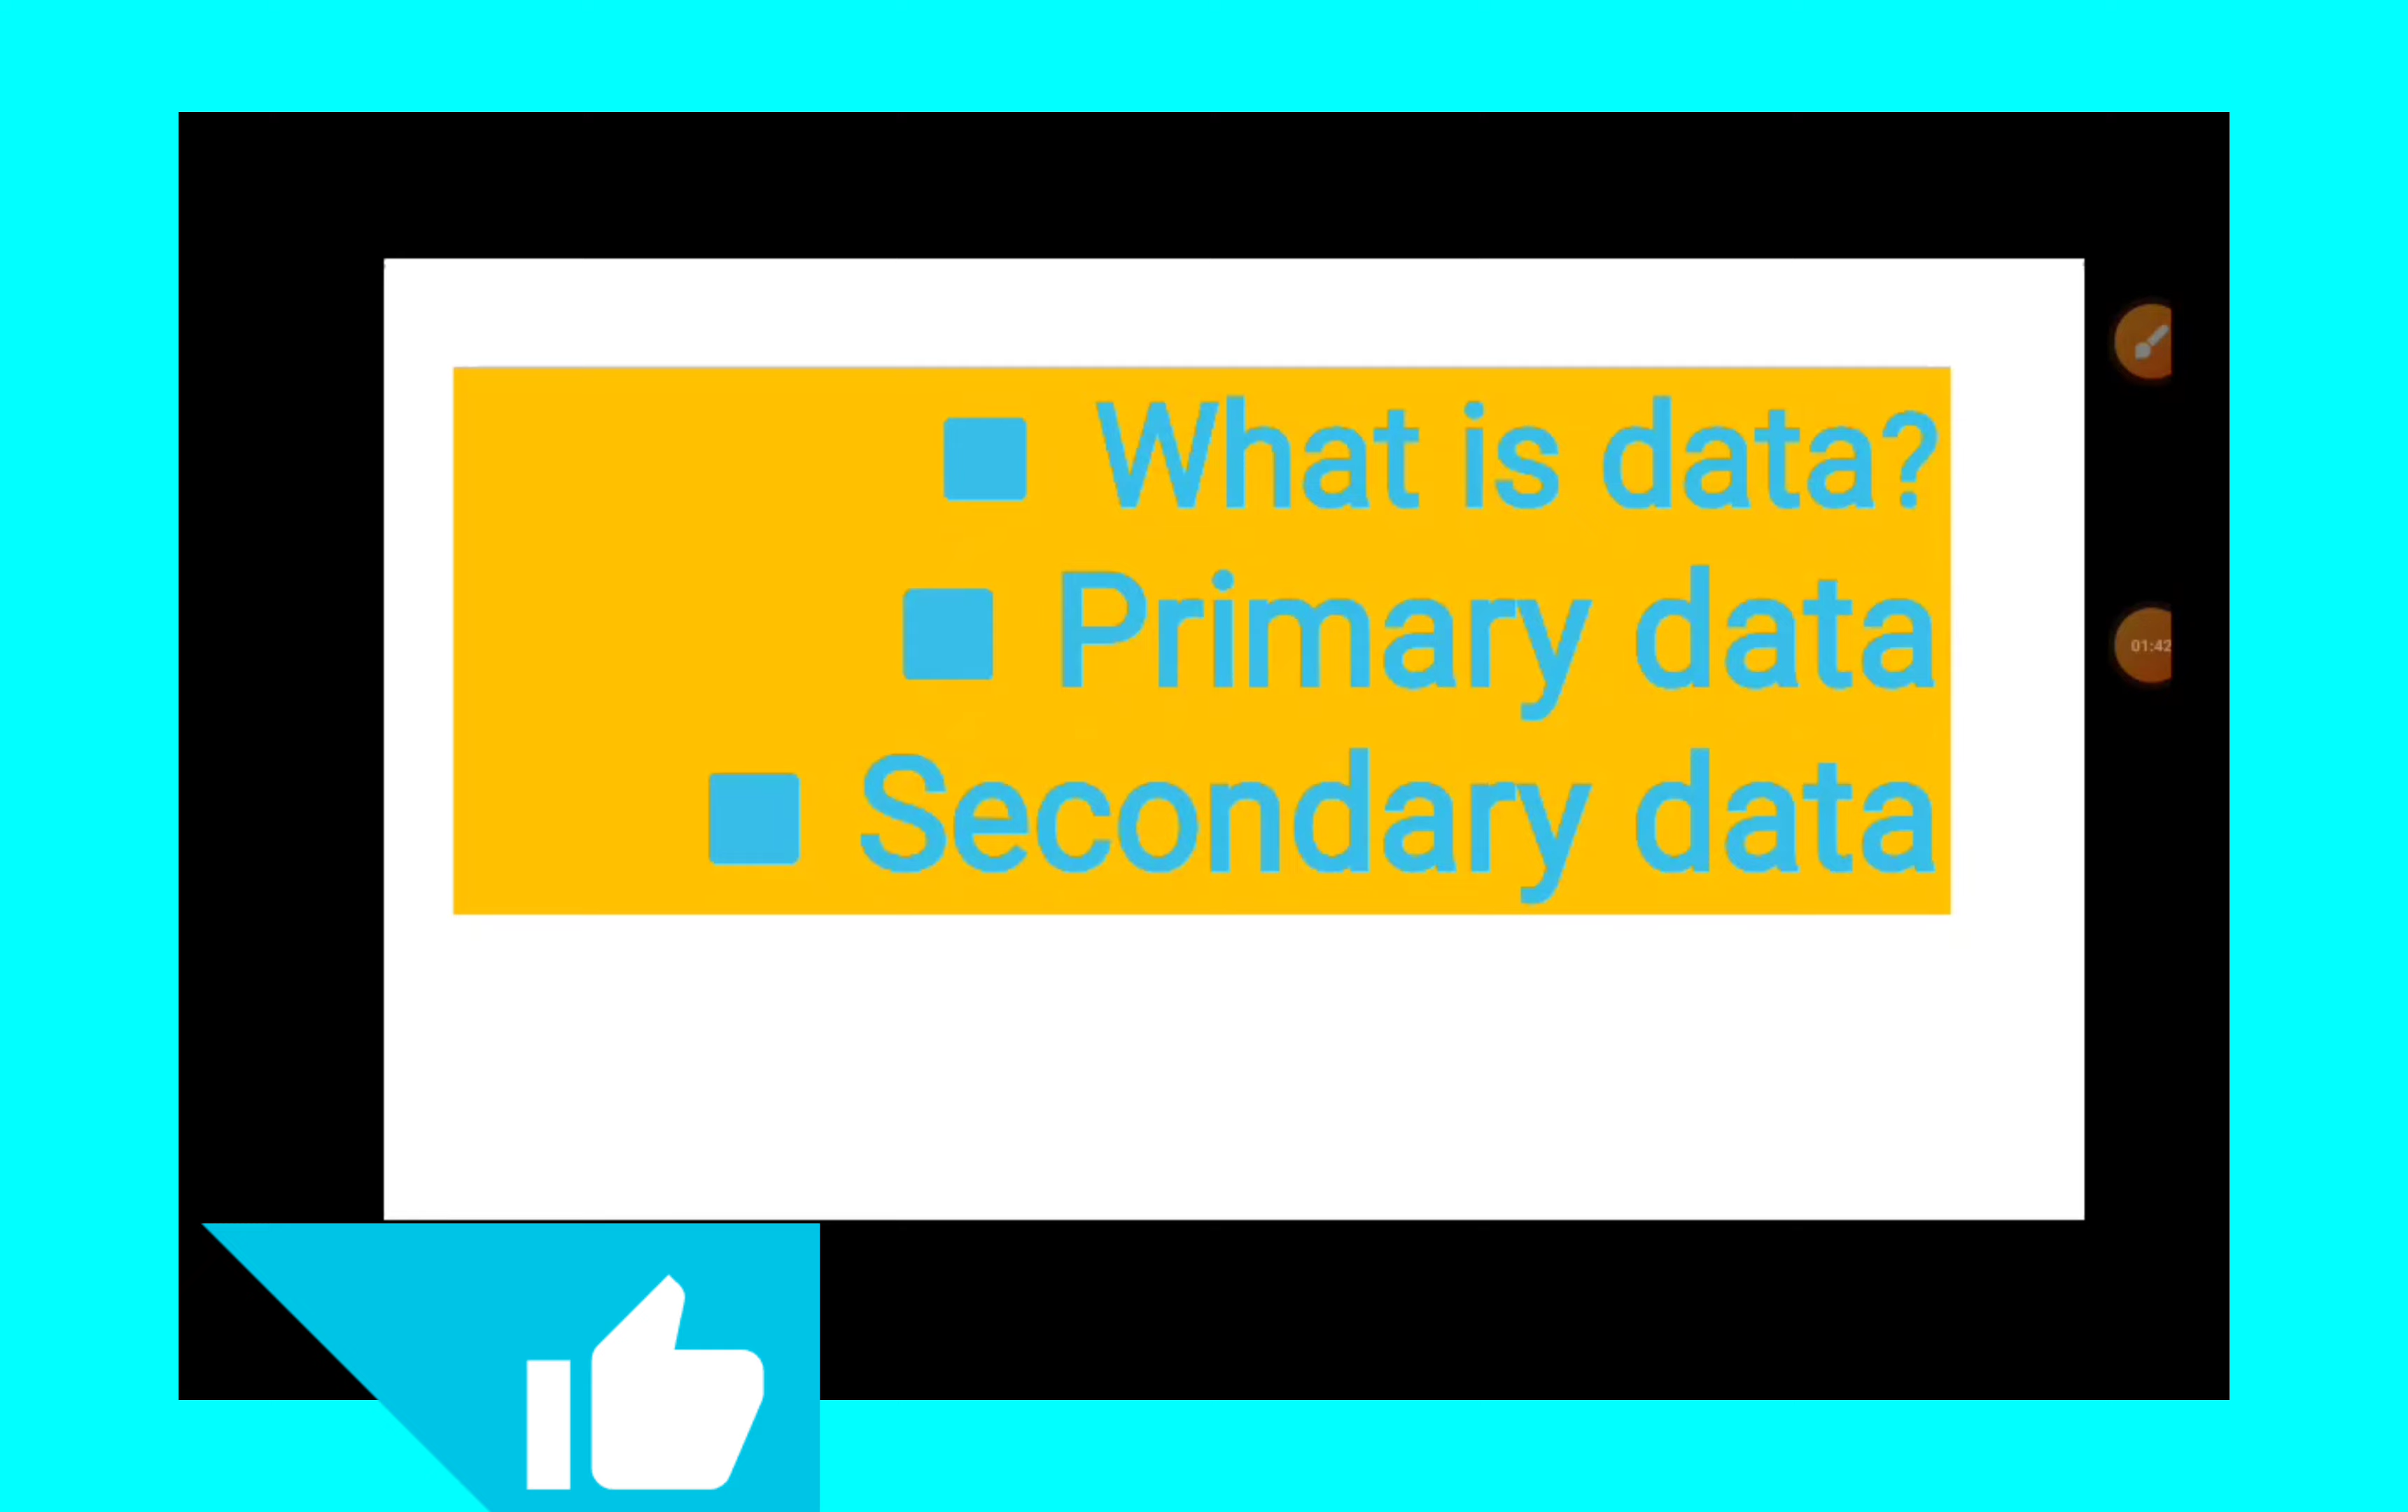 ■ What is data?
■ Primary data
■ Secondary data
01:42